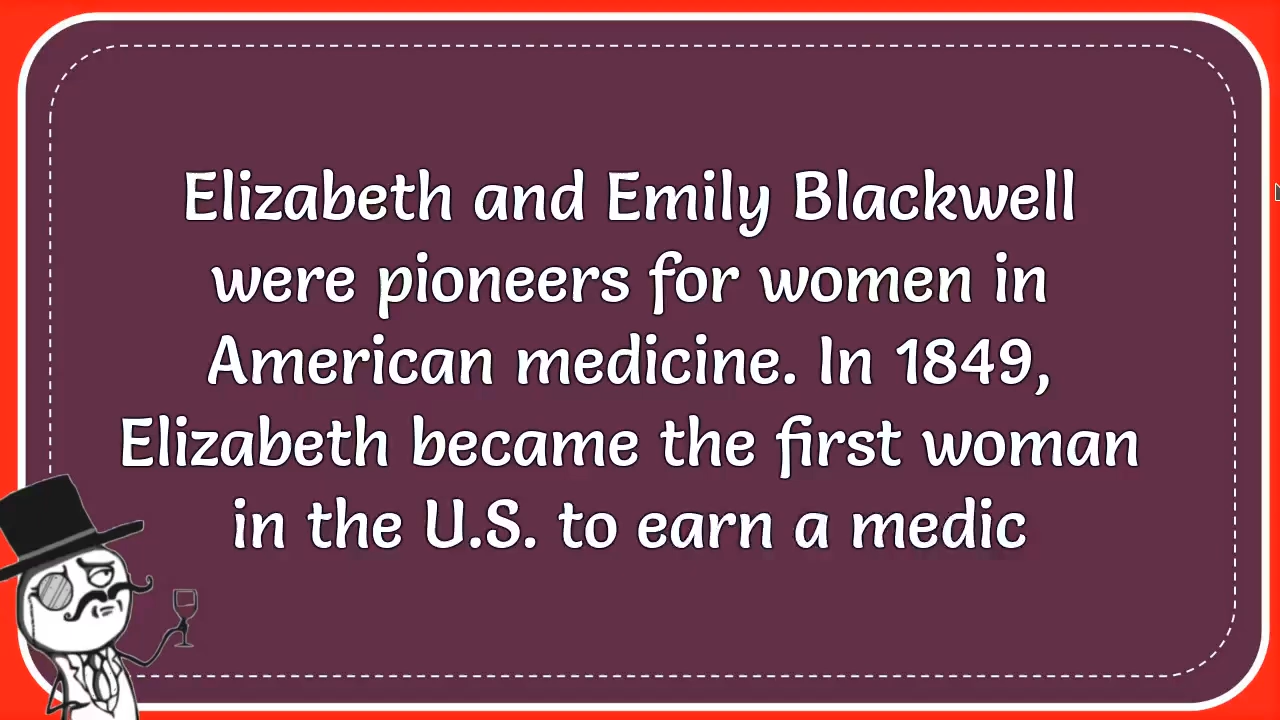 Elizabeth and Emily Blackwell
were pioneers for women in
American medicine. In 1849,
Elizabeth became the first woman
in the U.S. to earn a medic